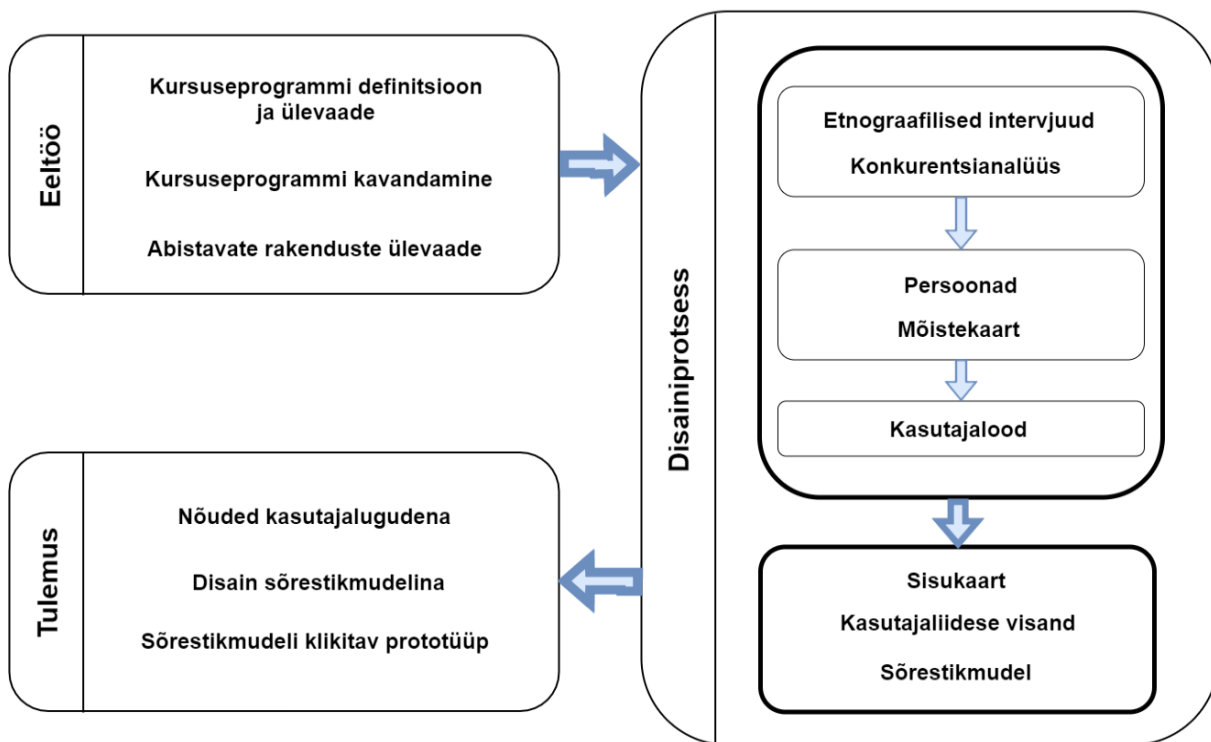 Eeltöö
Kursuseprogrammi definitsioon
ja ülevaade
Kursuseprogrammi kavandamine
Abistavate rakenduste ülevaade
Disainiprotsess
Etnograafilised intervjuud
Konkurentsianalüüs
Persoonad
Mõistekaart
Kasutajalood
Sisukaart
Kasutajaliidese visand
Sõrestikmudel
Tulemus
Nõuded kasutajalugudena
Disain sõrestikmudelina
Sõrestikmudeli klikitav prototüüp